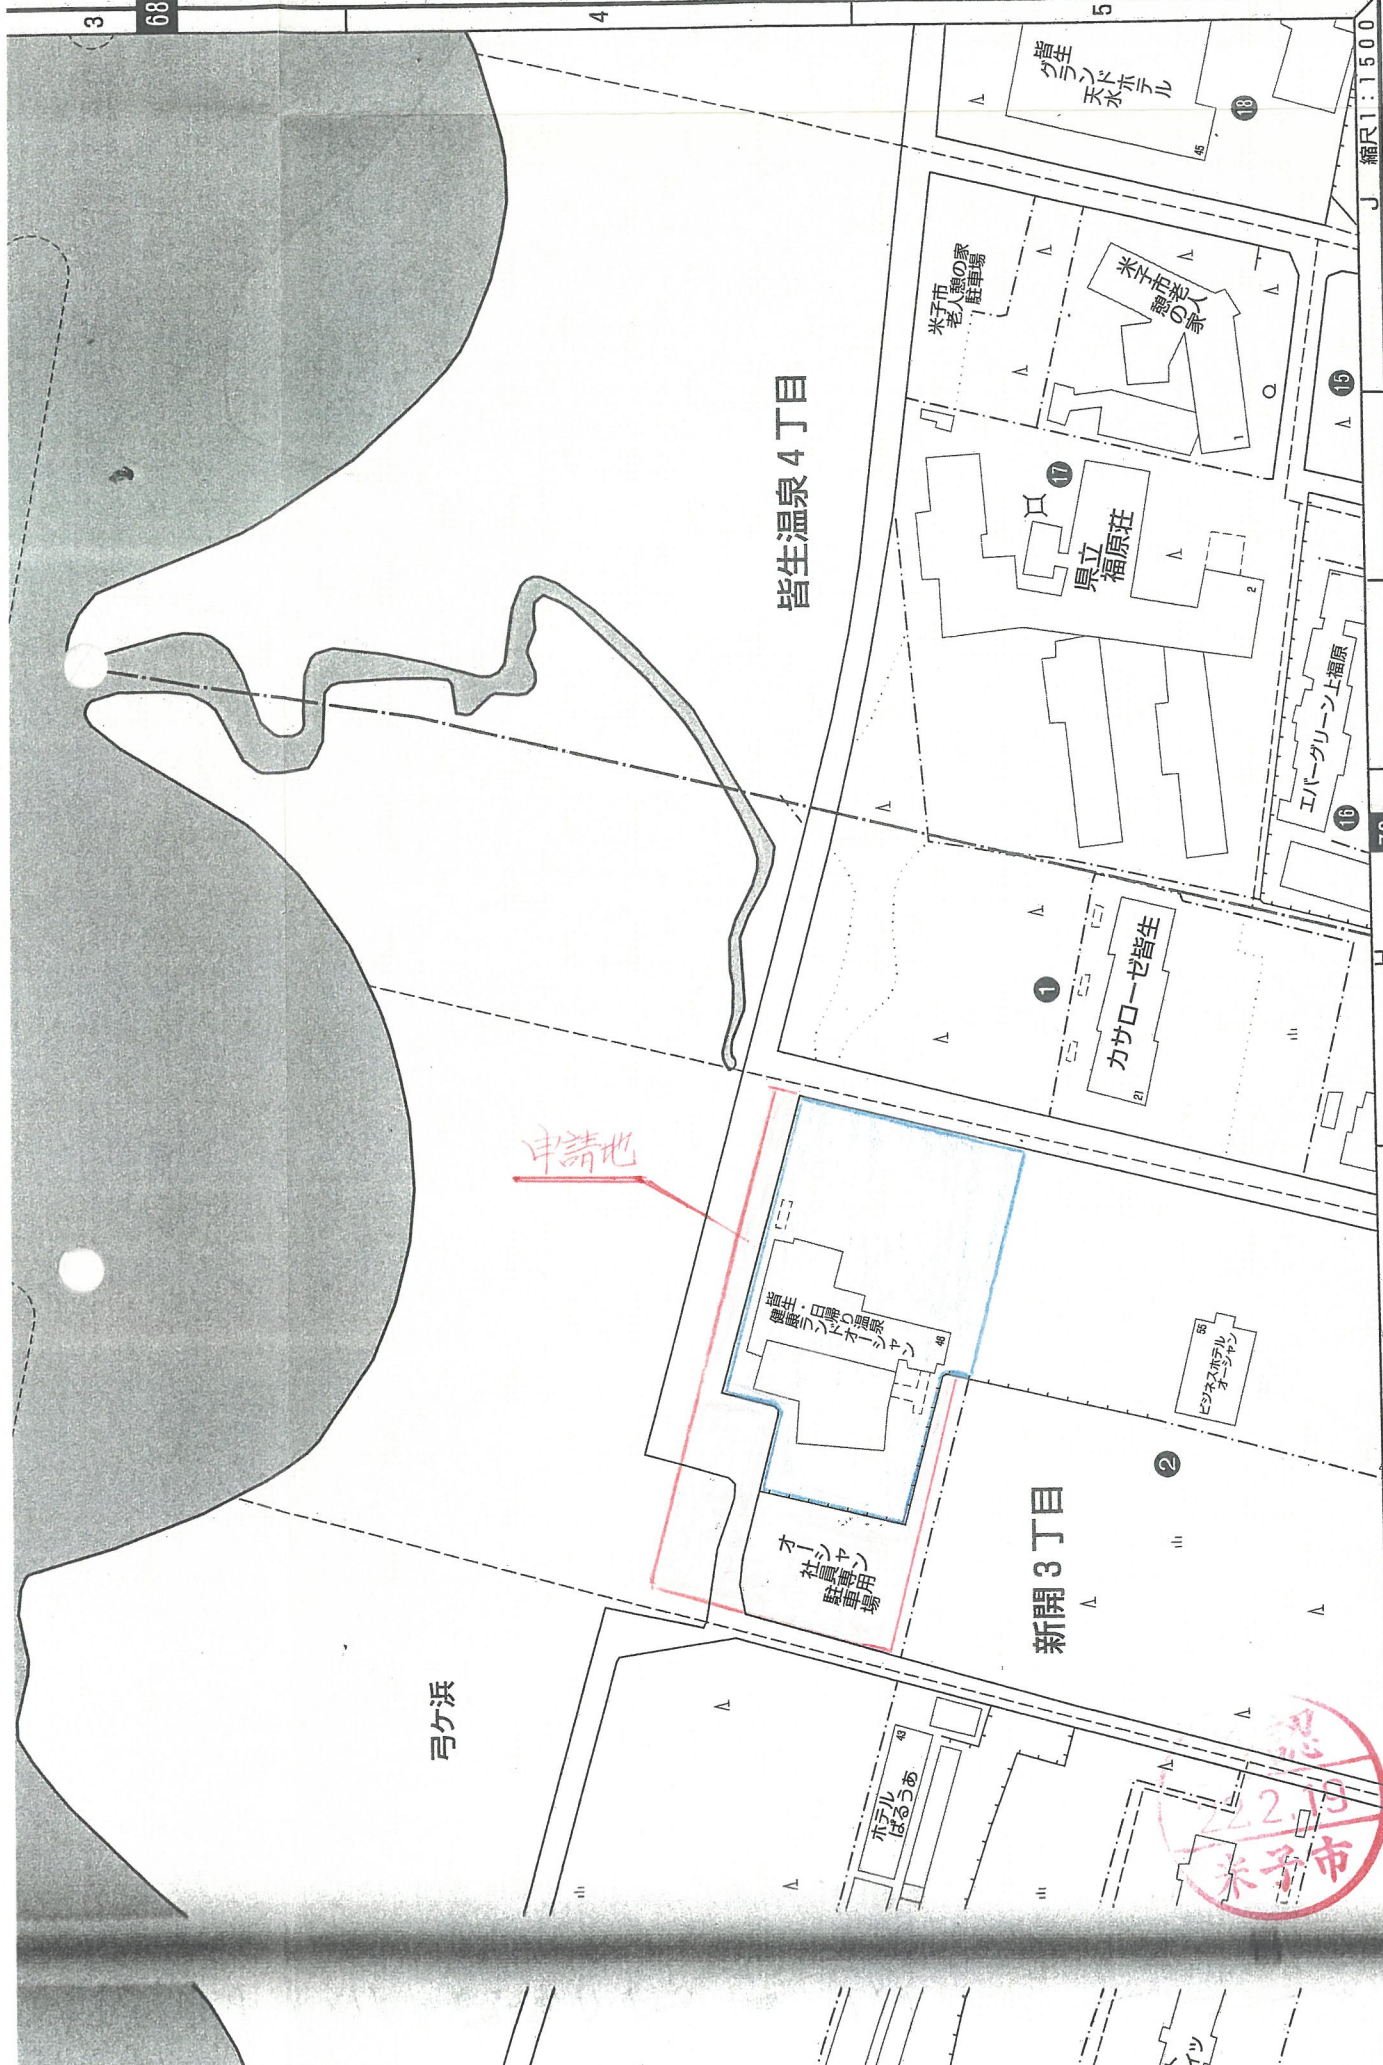 3
68
4
5
J
縮尺1:1500
皆生
グランド
天水ホテル
45
18
米子市
老人憩の家
駐車場
米子市老人
憩の家
1
15
皆生温泉4丁目
17
県立
福原荘
2
エバーグリーン上福原
16
1
カサローゼ皆生
21
申請地
皆生・日帰り温泉
健康ランドオーシャン
46
ビジネスホテル
オーシャン
56
2
オーシャン
社員専用
駐車場
新開3丁目
弓ケ浜
ホテル
ぱるうあ
43
認
22.2.19
米子市